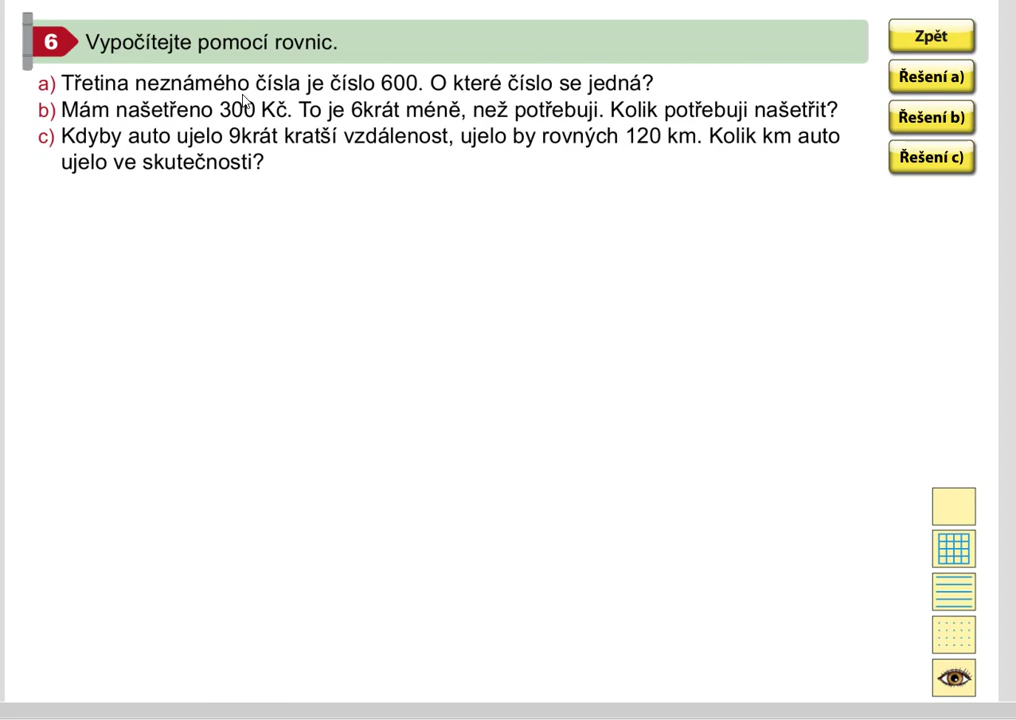 6 Vypočítejte pomocí rovnic.
a) Třetina neznámého čísla je číslo 600. O které číslo se jedná?
b) Mám našetřeno 300 Kč. To je 6krát méně, než potřebuji. Kolik potřebuji našetřit?
c) Kdyby auto ujelo 9krát kratší vzdálenost, ujelo by rovných 120 km. Kolik km auto
ujelo ve skutečnosti?
Zpět
Řešení a)
Řešení b)
Řešení c)